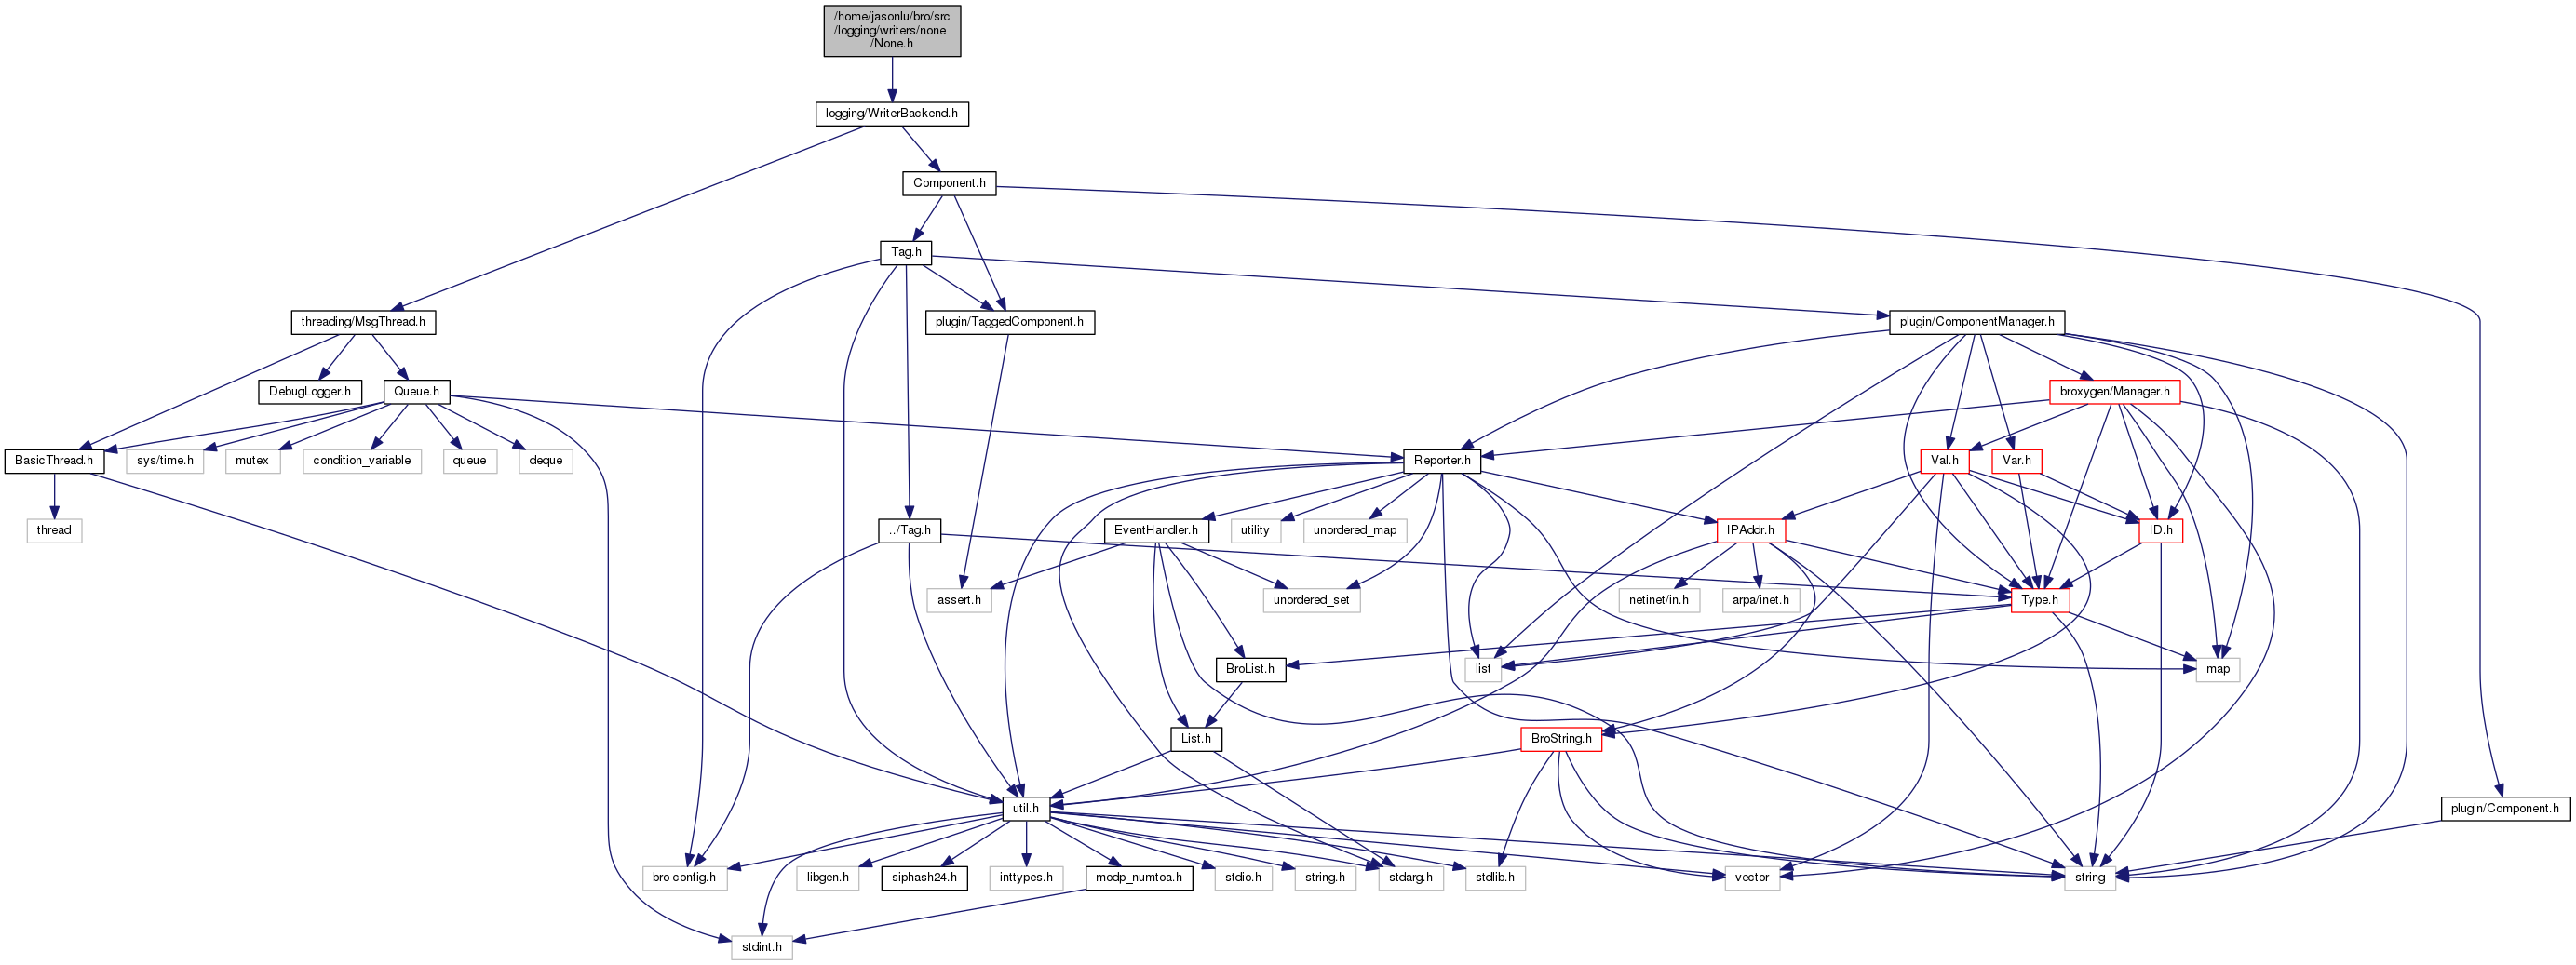 /home/jasonlu/bro/src
/logging/writers/none
/None.h
logging/WriterBackend.h
Component.h
Tag.h
threading/MsgThread.h
plugin/TaggedComponent.h
plugin/ComponentManager.h
DebugLogger.h
Queue.h
broxygen/Manager.h
BasicThread.h
sys/time.h
mutex
condition_variable
queue
deque
Reporter.h
Val.h
Var.h
thread
../Tag.h
EventHandler.h
utility
unordered_map
IPAddr.h
ID.h
assert.h
unordered_set
netinet/in.h
arpa/inet.h
Type.h
BroList.h
list
map
List.h
BroString.h
util.h
plugin/Component.h
bro-config.h
libgen.h
siphash24.h
inttypes.h
modp_numtoa.h
stdio.h
string.h
stdarg.h
stdlib.h
vector
string
stdint.h